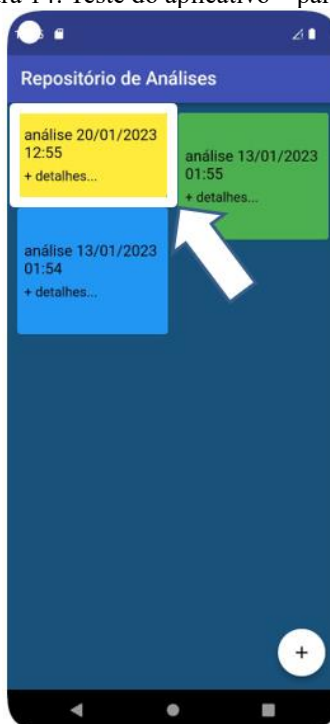 14: Teste do aplicativo – par
Repositório de Análises
análise 20/01/2023
12:55
+ detalhes...
análise 13/01/2023
01:55
+ detalhes...
análise 13/01/2023
01:54
+ detalhes...
+